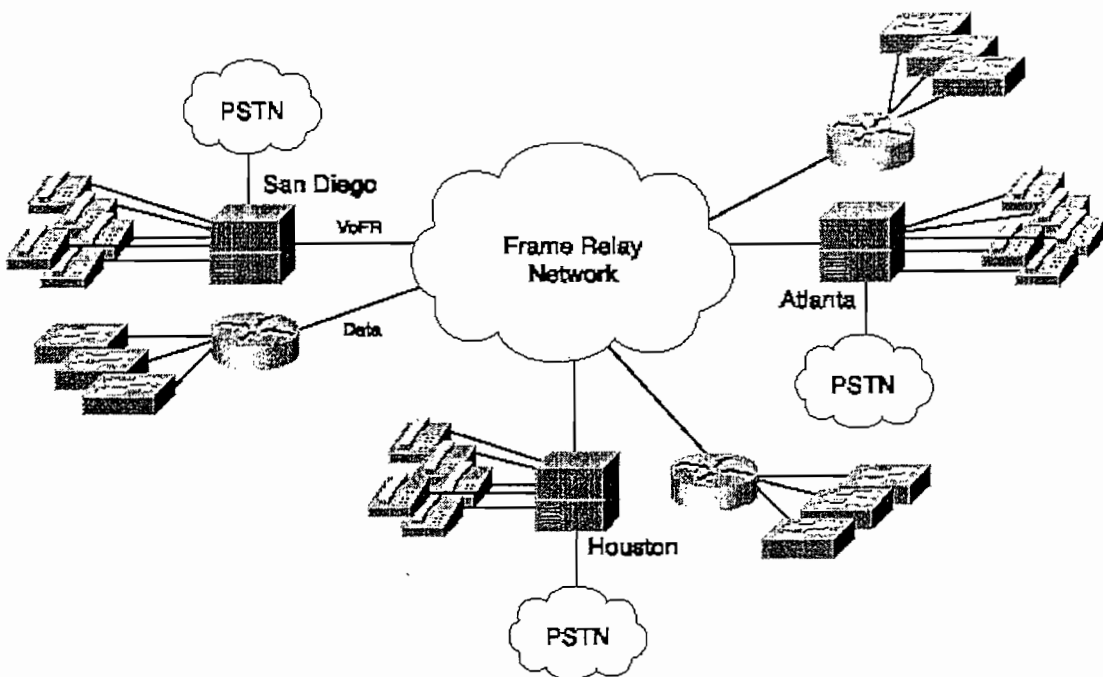 PSTN
San Diego
VoFR
Frame Relay
Network
Data
Atlanta
PSTN
Houston
PSTN